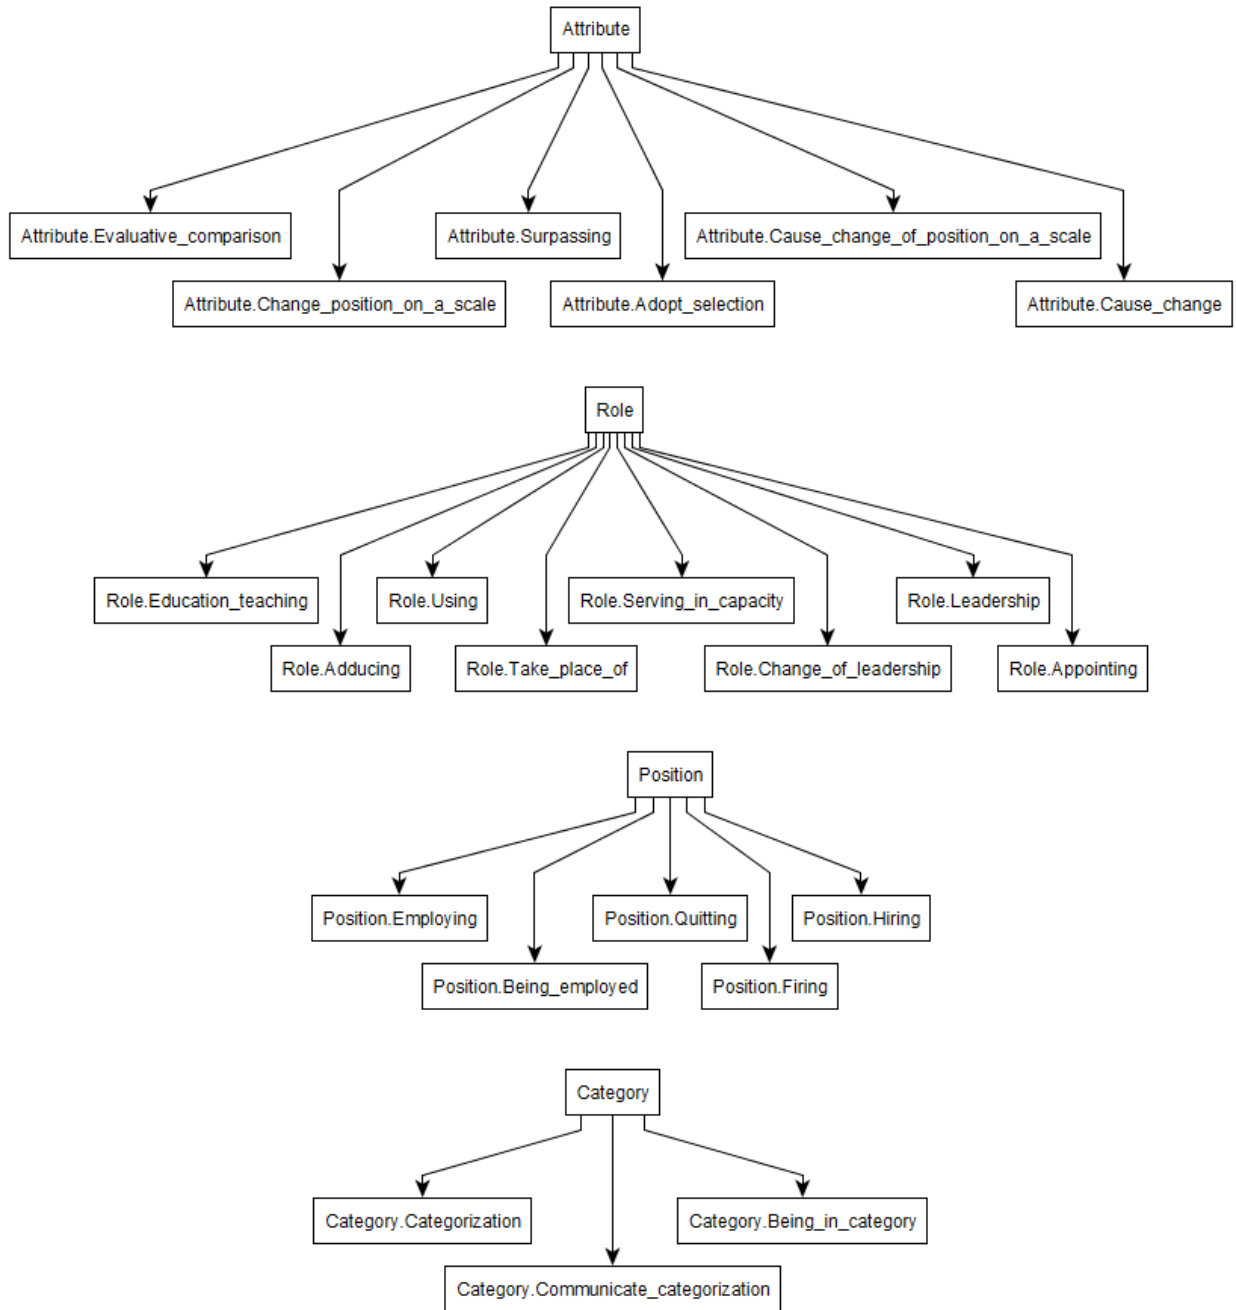 Attribute
Attribute.Evaluative_comparison
Attribute.Surpassing
Attribute.Cause_change_of_position_on_a_scale
Attribute.Change_position_on_a_scale
Attribute.Adopt_selection
Attribute.Cause_change
Role
Role.Education_teaching
Role.Using
Role.Serving_in_capacity
Role.Leadership
Role.Adducing
Role.Take_place_of
Role.Change_of_leadership
Role.Appointing
Position
Position.Employing
Position.Quitting
Position.Hiring
Position.Being_employed
Position.Firing
Category
Category.Categorization
Category.Being_in_category
Category.Communicate_categorization